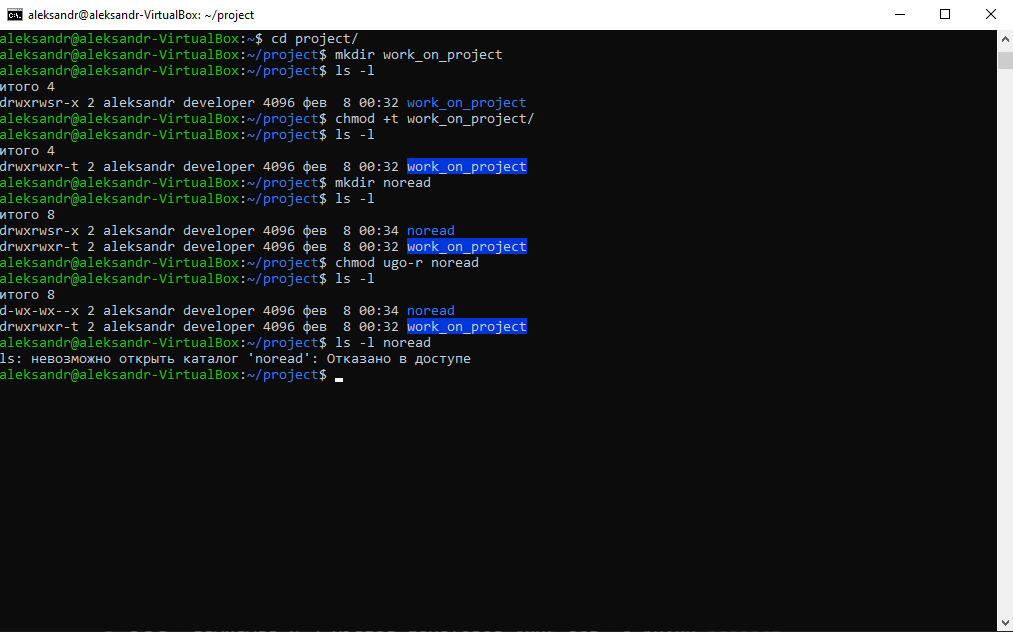 aleksandr@aleksandr-VirtualBox: ~/project
aleksandr@aleksandr-VirtualBox:~$ cd project/
aleksandr@aleksandr-VirtualBox:~/project$ mkdir work_on_project
aleksandr@aleksandr-VirtualBox:~/project$ ls -l
итого 4
drwxrwsr-x 2 aleksandr developer 4096 фев  8 00:32 work_on_project
aleksandr@aleksandr-VirtualBox:~/project$ chmod +t work_on_project/
aleksandr@aleksandr-VirtualBox:~/project$ ls -l
итого 4
drwxrwxr-t 2 aleksandr developer 4096 фев  8 00:32 work_on_project
aleksandr@aleksandr-VirtualBox:~/project$ mkdir noread
aleksandr@aleksandr-VirtualBox:~/project$ ls -l
итого 8
drwxrwsr-x 2 aleksandr developer 4096 фев  8 00:34 noread
drwxrwxr-t 2 aleksandr developer 4096 фев  8 00:32 work_on_project
aleksandr@aleksandr-VirtualBox:~/project$ chmod ugo-r noread
aleksandr@aleksandr-VirtualBox:~/project$ ls -l
итого 8
d-wx-wx--x 2 aleksandr developer 4096 фев  8 00:34 noread
drwxrwxr-t 2 aleksandr developer 4096 фев  8 00:32 work_on_project
aleksandr@aleksandr-VirtualBox:~/project$ ls -l noread
ls: невозможно открыть каталог 'noread': Отказано в доступе
aleksandr@aleksandr-VirtualBox:~/project$